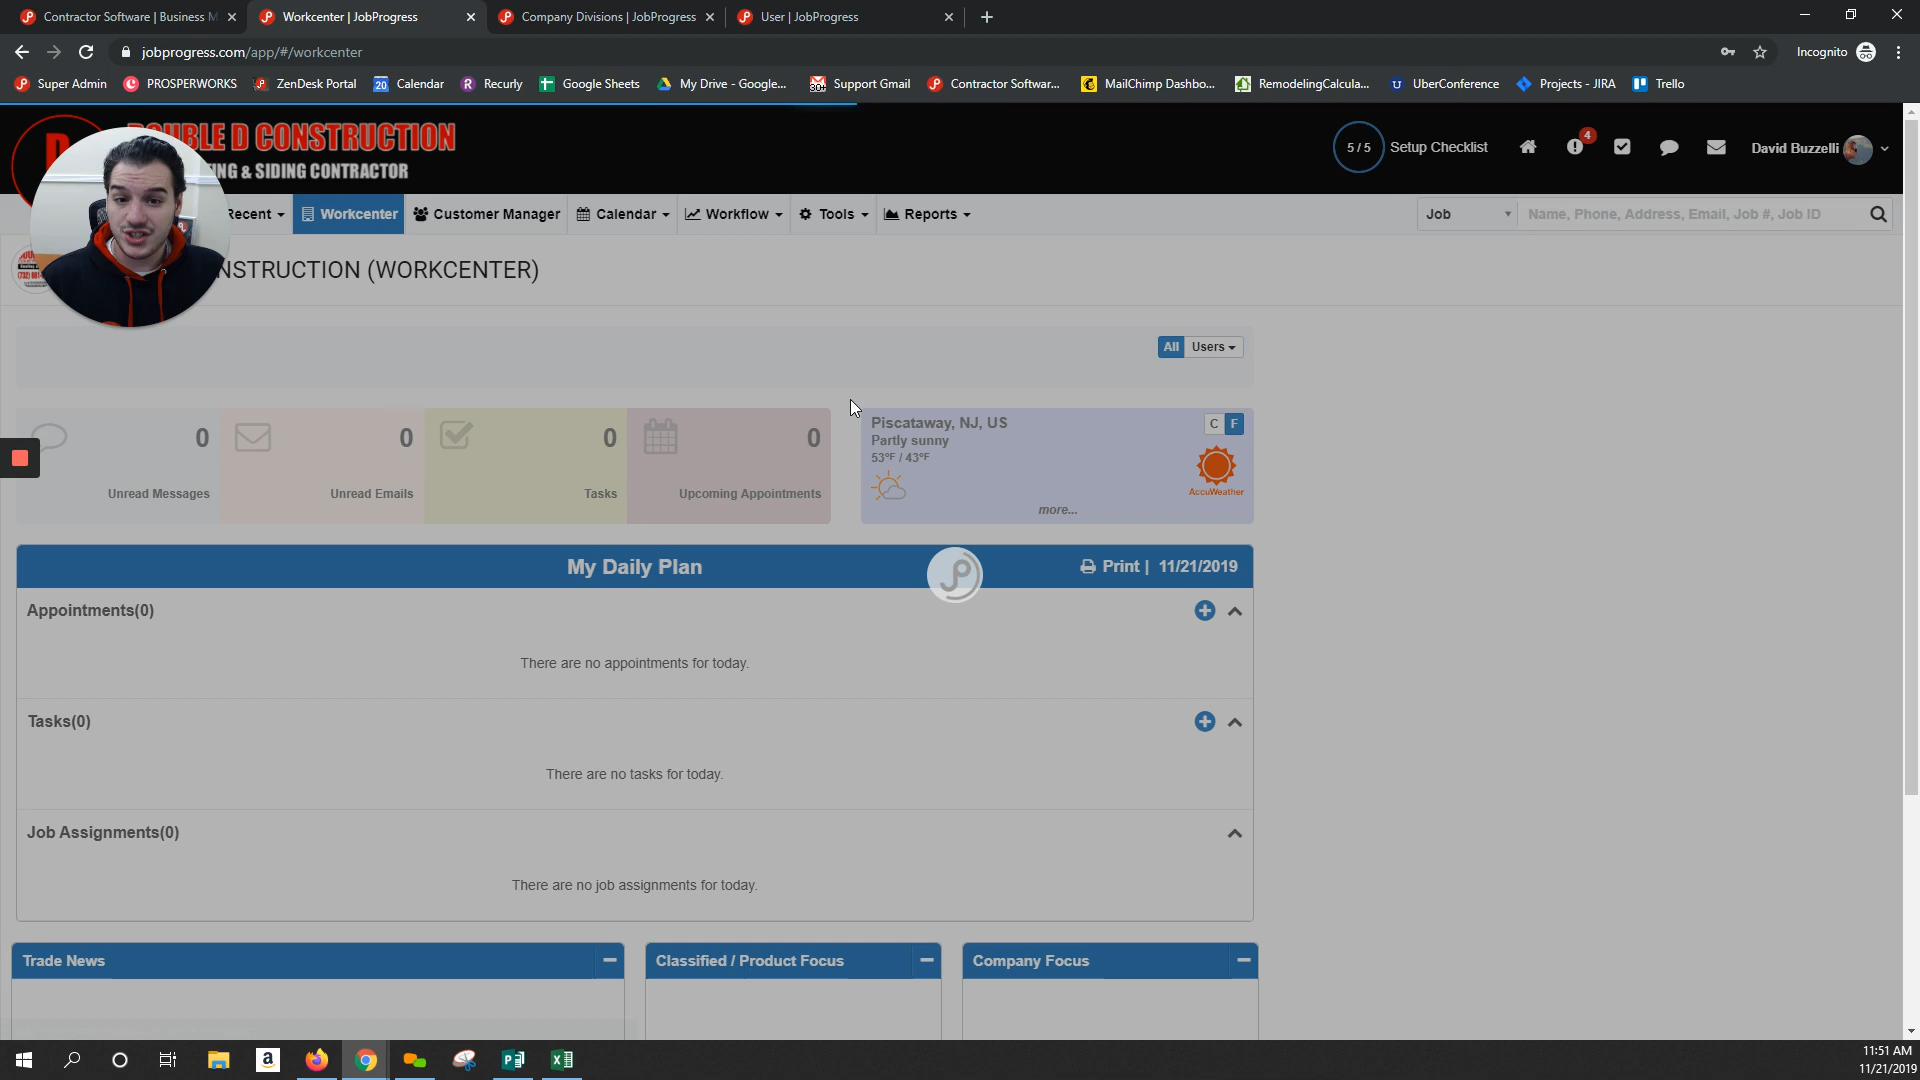 Contractor Software | Business M
Workcenter | JobProgress
Company Divisions | JobProgress
User | JobProgress
jobprogress.com/app/#/workcenter
Incognito
Super Admin
PROSPERWORKS
ZenDesk Portal
20 Calendar
Recurly
Google Sheets
My Drive - Google...
30+ Support Gmail
Contractor Softwar...
MailChimp Dashbo...
RemodelingCalcula...
UberConference
Projects - JIRA
Trello
UBLE D CONSTRUCTION
NG & SIDING CONTRACTOR
5 / 5 Setup Checklist
4
David Buzzelli
Recent
Workcenter
Customer Manager
Calendar
Workflow
Tools
Reports
Job
Name, Phone, Address, Email, Job #, Job ID
NSTRUCTION (WORKCENTER)
All Users
0
Unread Messages
0
Unread Emails
0
Tasks
0
Upcoming Appointments
Piscataway, NJ, US
C F
Partly sunny
53ºF / 43ºF
AccuWeather
more...
My Daily Plan
Print | 11/21/2019
Appointments(0)
There are no appointments for today.
Tasks(0)
There are no tasks for today.
Job Assignments(0)
There are no job assignments for today.
Trade News
Classified / Product Focus
Company Focus
11:51 AM
11/21/2019